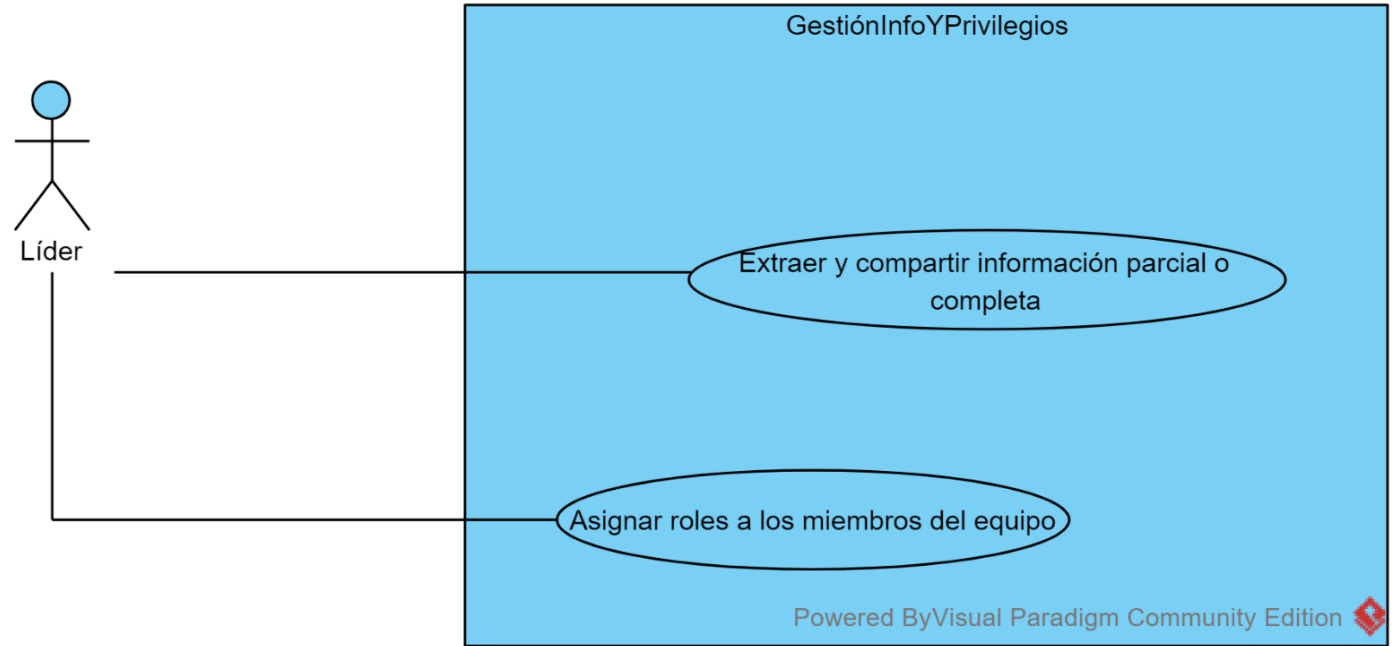 GestiónInfoYPrivilegios
Líder
Extraer y compartir información parcial o
completa
Asignar roles a los miembros del equipo
Powered ByVisual Paradigm Community Edition